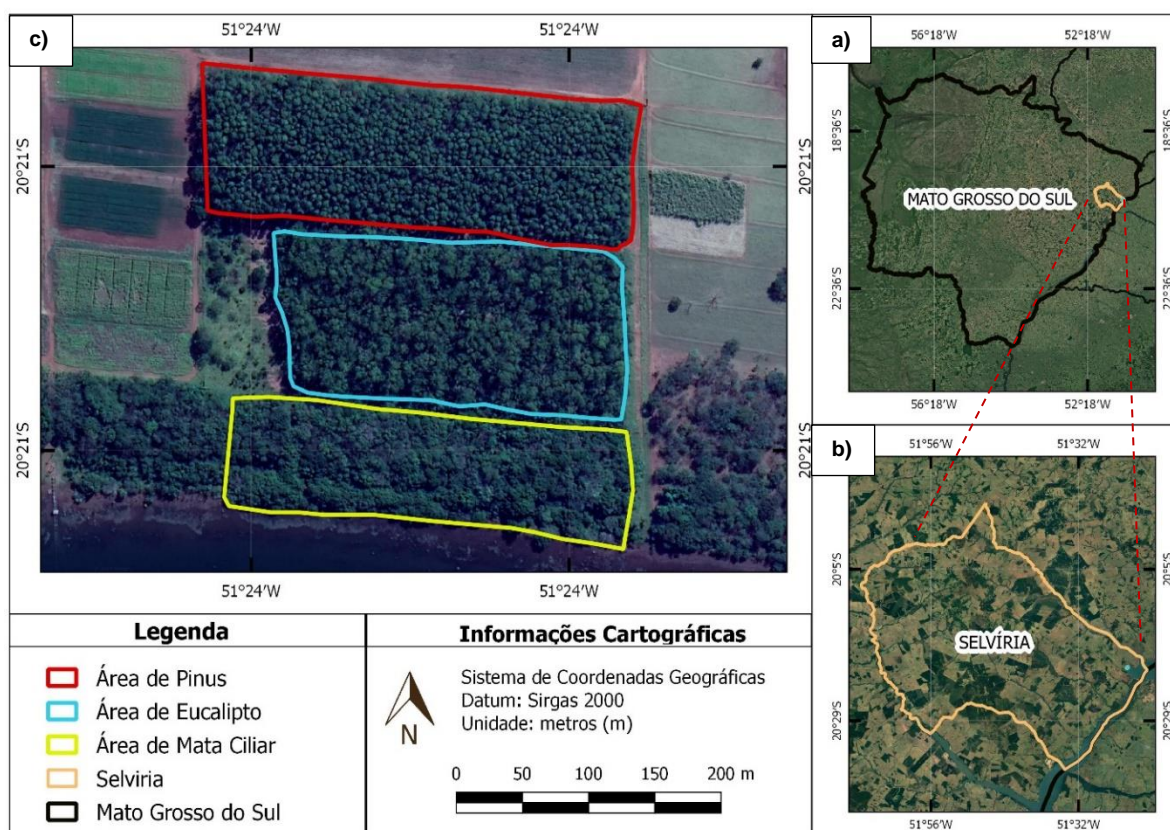 c)
51°24'W 51°24'W
20°21'S 20°21'S
20°21'S 20°21'S
51°24'W 51°24'W
a)
56°18'W 52°18'W
18°36'S 18°36'S
MATO GROSSO DO SUL
22°36'S 22°36'S
56°18'W 52°18'W
b)
51°56'W 51°32'W
20°5'S 20°5'S
SELVÍRIA
20°29'S 20°29'S
51°56'W 51°32'W
Legenda
Área de Pinus
Área de Eucalipto
Área de Mata Ciliar
Selviria
Mato Grosso do Sul
Informações Cartográficas
N
Sistema de Coordenadas Geográficas
Datum: Sirgas 2000
Unidade: metros (m)
0 50 100 150 200 m